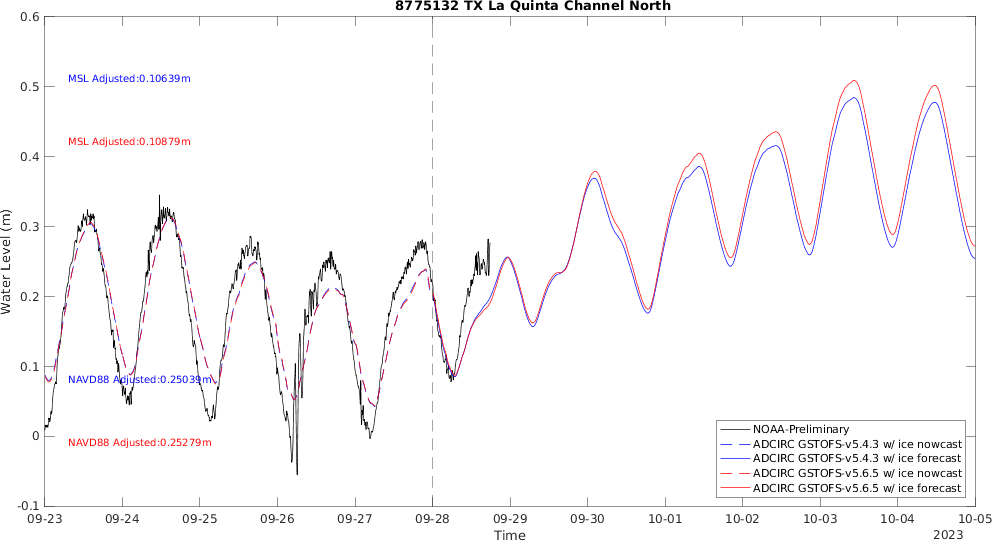 8775132 TX La Quinta Channel North
0.6
0.5
0.4
0.3
0.2
0.1
0
-0.1
Water Level (m)
MSL Adjusted:0.10639m
MSL Adjusted:0.10879m
NAVD88 Adjusted:0.25039m
NAVD88 Adjusted:0.25279m
NOAA-Preliminary
ADCIRC GSTOFS-v5.4.3 w/ ice nowcast
ADCIRC GSTOFS-v5.4.3 w/ ice forecast
ADCIRC GSTOFS-v5.6.5 w/ ice nowcast
ADCIRC GSTOFS-v5.6.5 w/ ice forecast
09-23 09-24 09-25 09-26 09-27 09-28 09-29 09-30 10-01 10-02 10-03 10-04 10-05
Time
2023